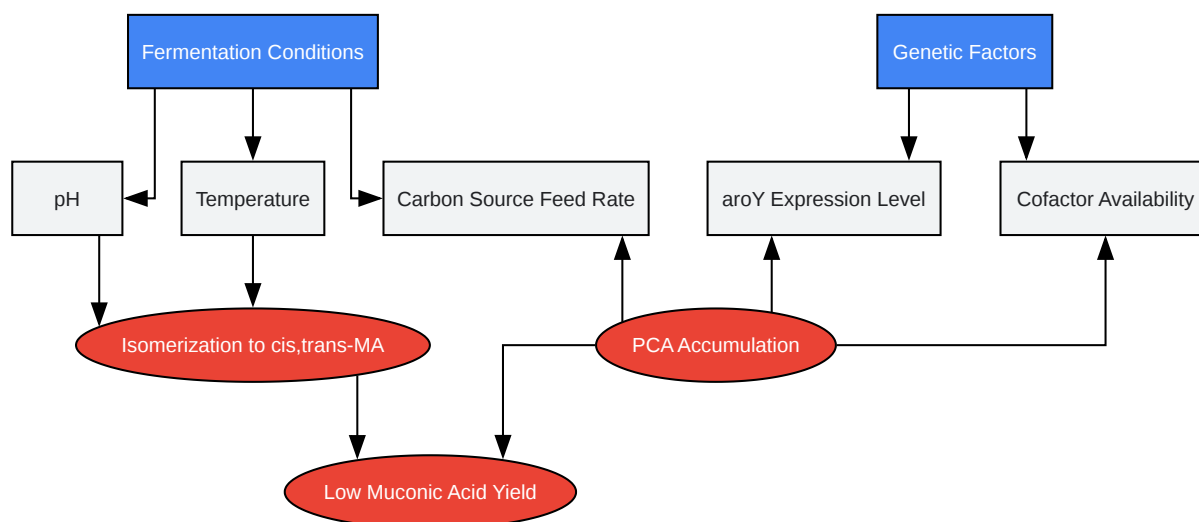 Fermentation Conditions
Genetic Factors
pH
Temperature
Carbon Source Feed Rate
aroY Expression Level
Cofactor Availability
Isomerization to cis,trans-MA
PCA Accumulation
Low Muconic Acid Yield